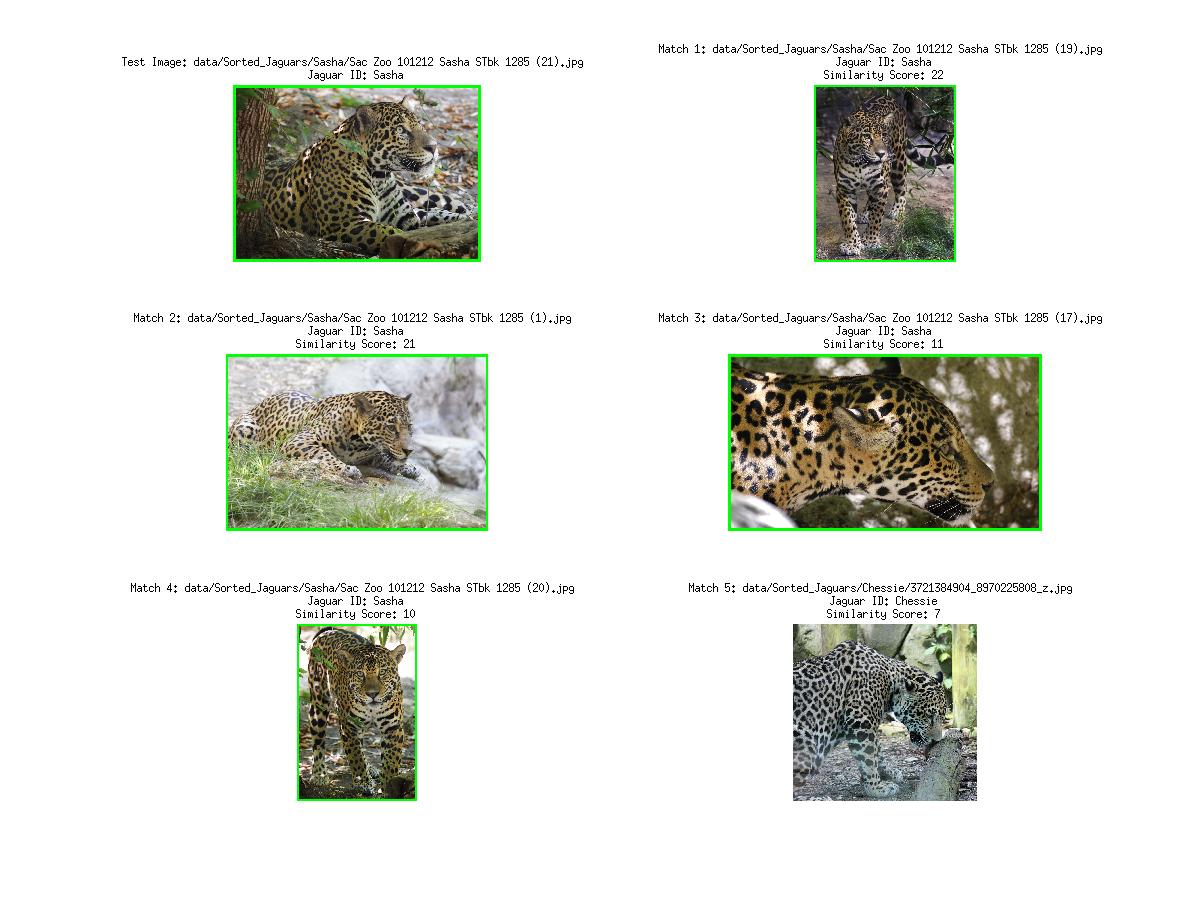 Test Image: data/Sorted_Jaguars/Sasha/Sac Zoo 101212 Sasha STbk 1285 (21).jpg
Jaguar ID: Sasha
Match 1: data/Sorted_Jaguars/Sasha/Sac Zoo 101212 Sasha STbk 1285 (19).jpg
Jaguar ID: Sasha
Similarity Score: 22
Match 2: data/Sorted_Jaguars/Sasha/Sac Zoo 101212 Sasha STbk 1285 (1).jpg
Jaguar ID: Sasha
Similarity Score: 21
Match 3: data/Sorted_Jaguars/Sasha/Sac Zoo 101212 Sasha STbk 1285 (17).jpg
Jaguar ID: Sasha
Similarity Score: 11
Match 4: data/Sorted_Jaguars/Sasha/Sac Zoo 101212 Sasha STbk 1285 (20).jpg
Jaguar ID: Sasha
Similarity Score: 10
Match 5: data/Sorted_Jaguars/Chessie/3721384904_8970225808_z.jpg
Jaguar ID: Chessie
Similarity Score: 7